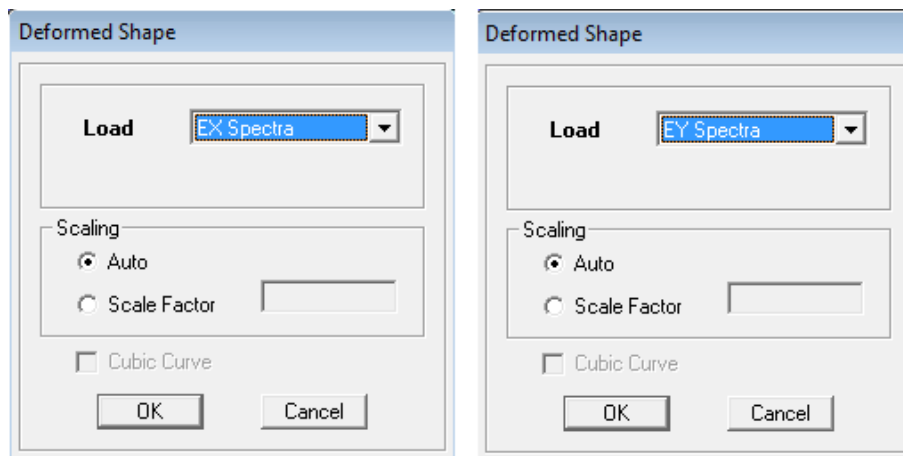 Deformed Shape
Load EX Spectra
Scaling
Auto
Scale Factor
Cubic Curve
OK Cancel
Deformed Shape
Load EY Spectra
Scaling
Auto
Scale Factor
Cubic Curve
OK Cancel